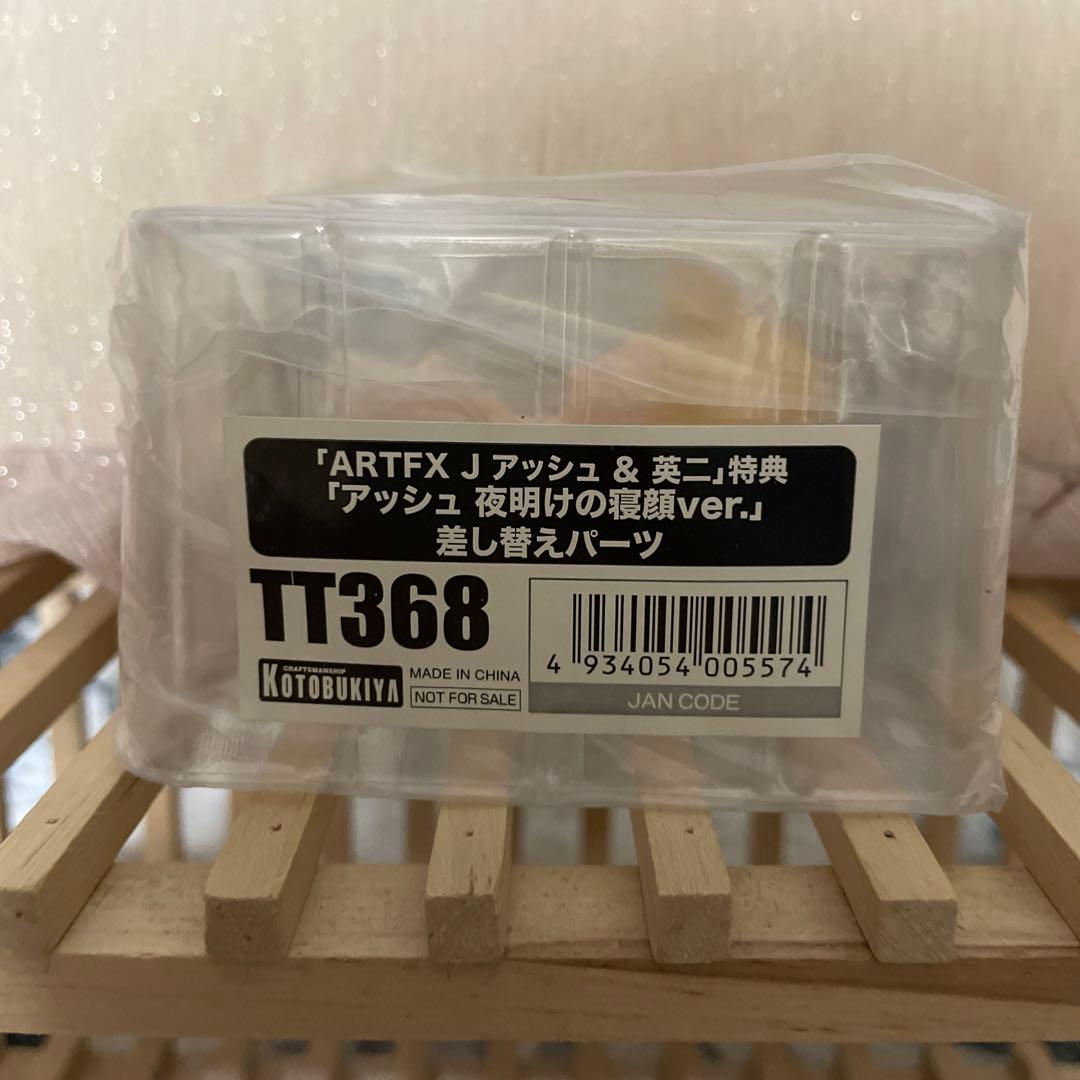 「ARTFX J アッシュ & 英二」特典
「アッシュ 夜明けの寝顔ver.」
差し替えパーツ
TT368
CRAFTSMANSHIP
KOTOBUKIYA
MADE IN CHINA
NOT FOR SALE
4 934054 005574
JAN CODE